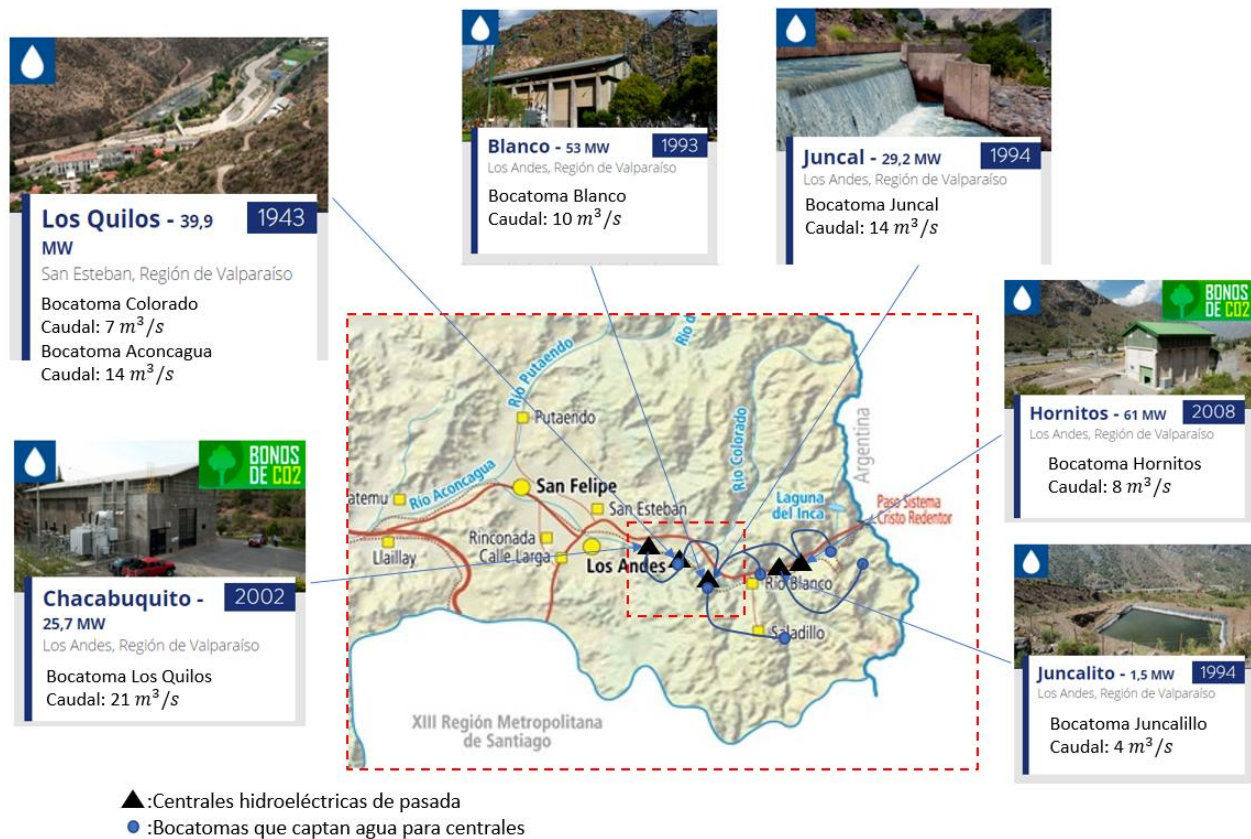 Blanco - 53 MW
1993
Los Andes, Región de Valparaíso
Bocatoma Blanco
Caudal: 10 m³/s
Juncal - 29,2 MW
1994
Los Andes, Región de Valparaíso
Bocatoma Juncal
Caudal: 14 m³/s
Los Quilos - 39,9
MW
1943
San Esteban, Región de Valparaíso
Bocatoma Colorado
Caudal: 7 m³/s
Bocatoma Aconcagua
Caudal: 14 m³/s
BONOS
DE CO2
Hornitos - 61 MW
2008
Los Andes, Región de Valparaíso
Bocatoma Hornitos
Caudal: 8 m³/s
BONOS
DE CO2
Chacabuquito -
25,7 MW
2002
Los Andes, Región de Valparaíso
Bocatoma Los Quilos
Caudal: 21 m³/s
Juncalito - 1,5 MW
1994
Los Andes, Región de Valparaíso
Bocatoma Juncalillo
Caudal: 4 m³/s
Río Putaendo
Río d
Putaendo
Río Colorado
Argentina
atemu
Río Aconcagua
San Felipe
San Esteban
Laguna
del Inca
Paso Sistema
Cristo Redentor
Llaillay
Rinconada
Calle Larga
Los Andes
Río Blanco
Saladillo
XIII Región Metropolitana
de Santiago
:Centrales hidroeléctricas de pasada
:Bocatomas que captan agua para centrales